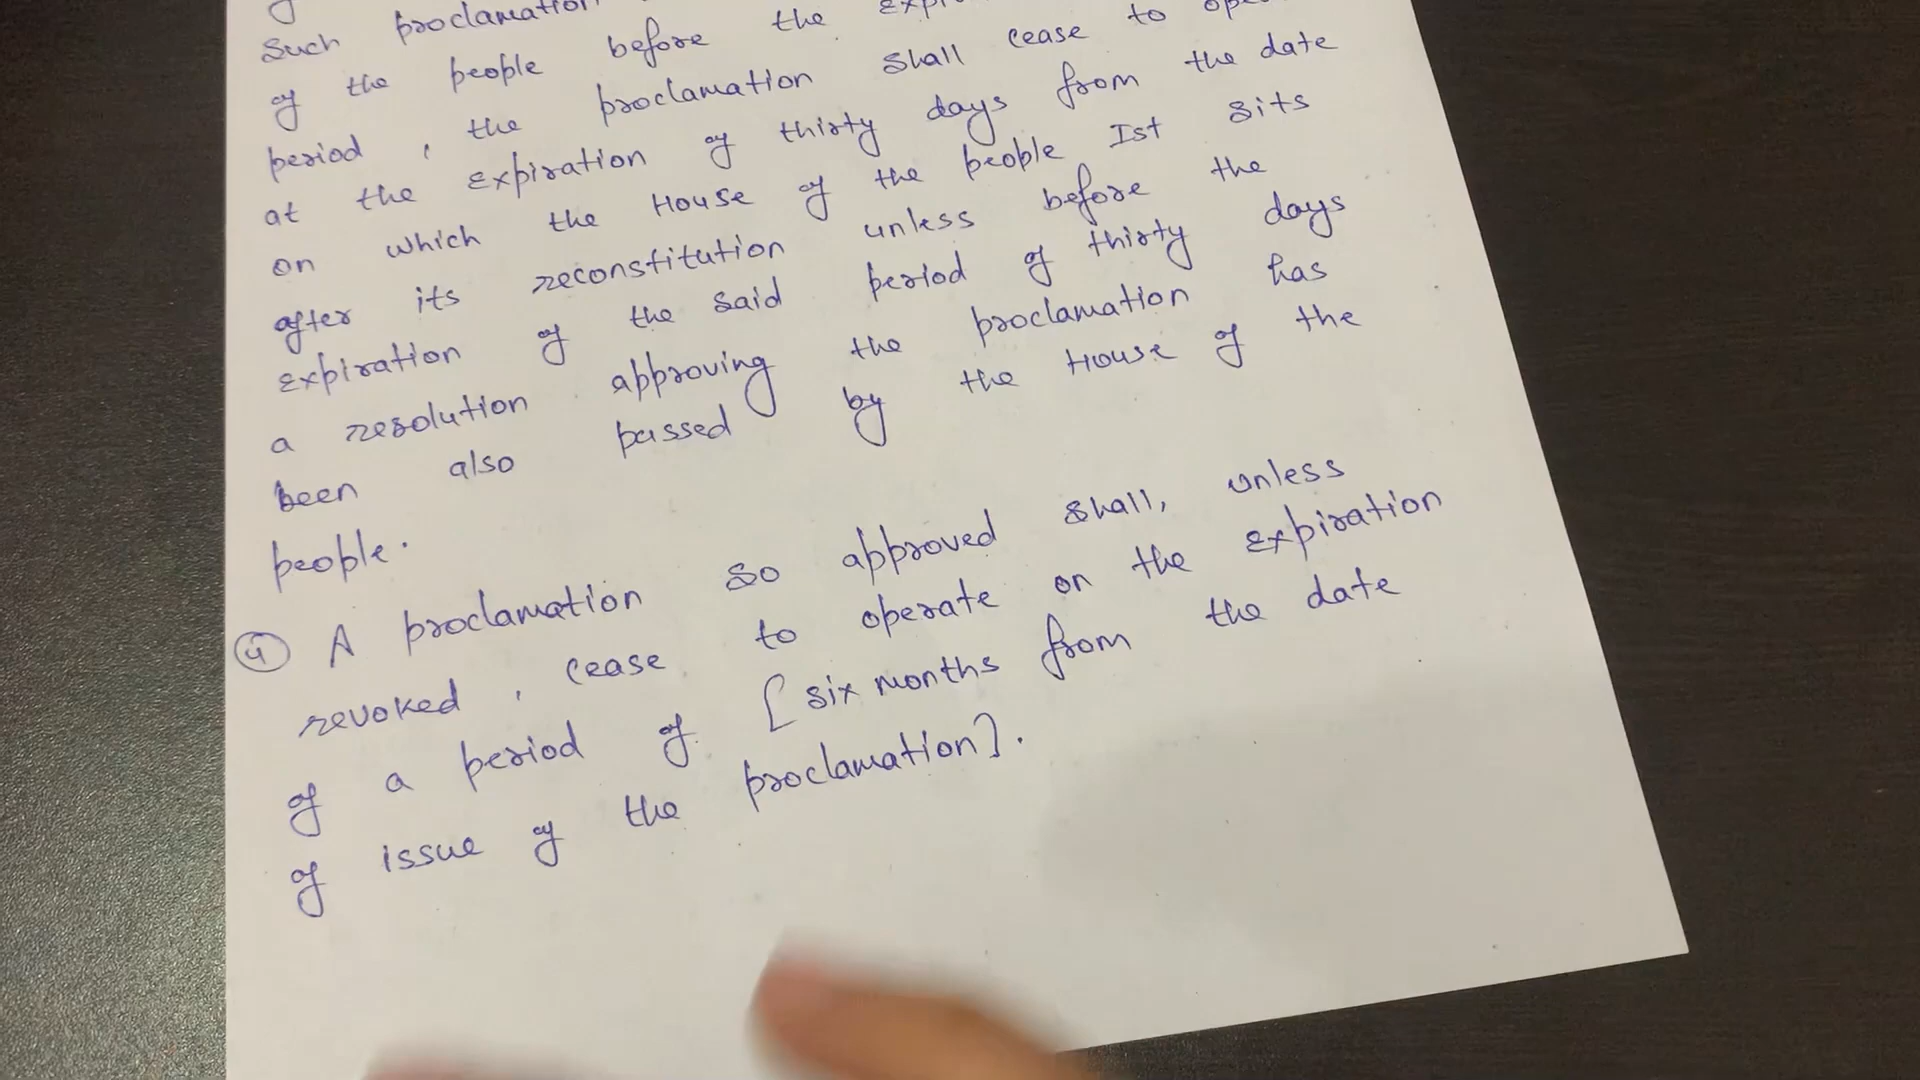 Such proclamation
of the people before the
period, the proclamation shall cease to
at the expiration of thirty days from the date
on which the House of the people Ist sits
after its reconstitution unless before the
expiration of the said period of thirty days
a resolution approving the proclamation has
been also passed by the House of the
people.
④ A proclamation so approved shall, unless
revoked, cease to operate on the expiration
of a period of [six months from the date
of issue of the proclamation].